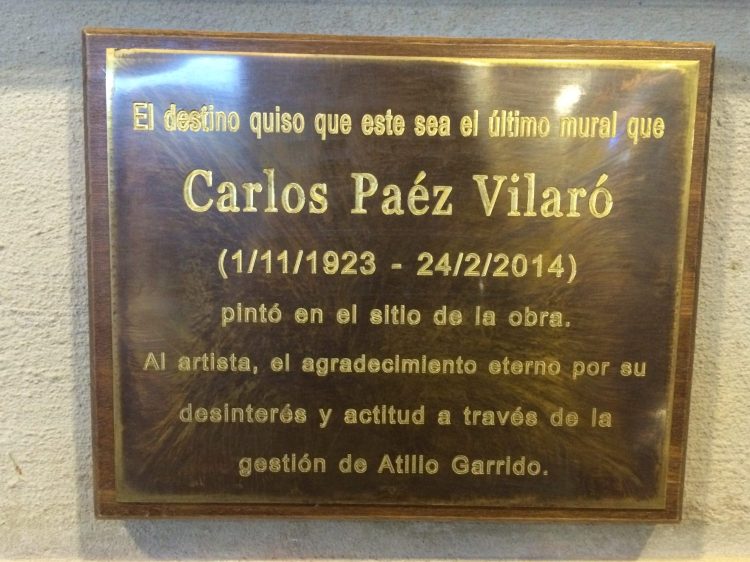 El destino quiso que este sea el último mural que
Carlos Paéz Vilaró
(1/11/1923 - 24/2/2014)
pintó en el sitio de la obra.
Al artista, el agradecimiento eterno por su
desinterés y actitud a través de la
gestión de Atilio Garrido.